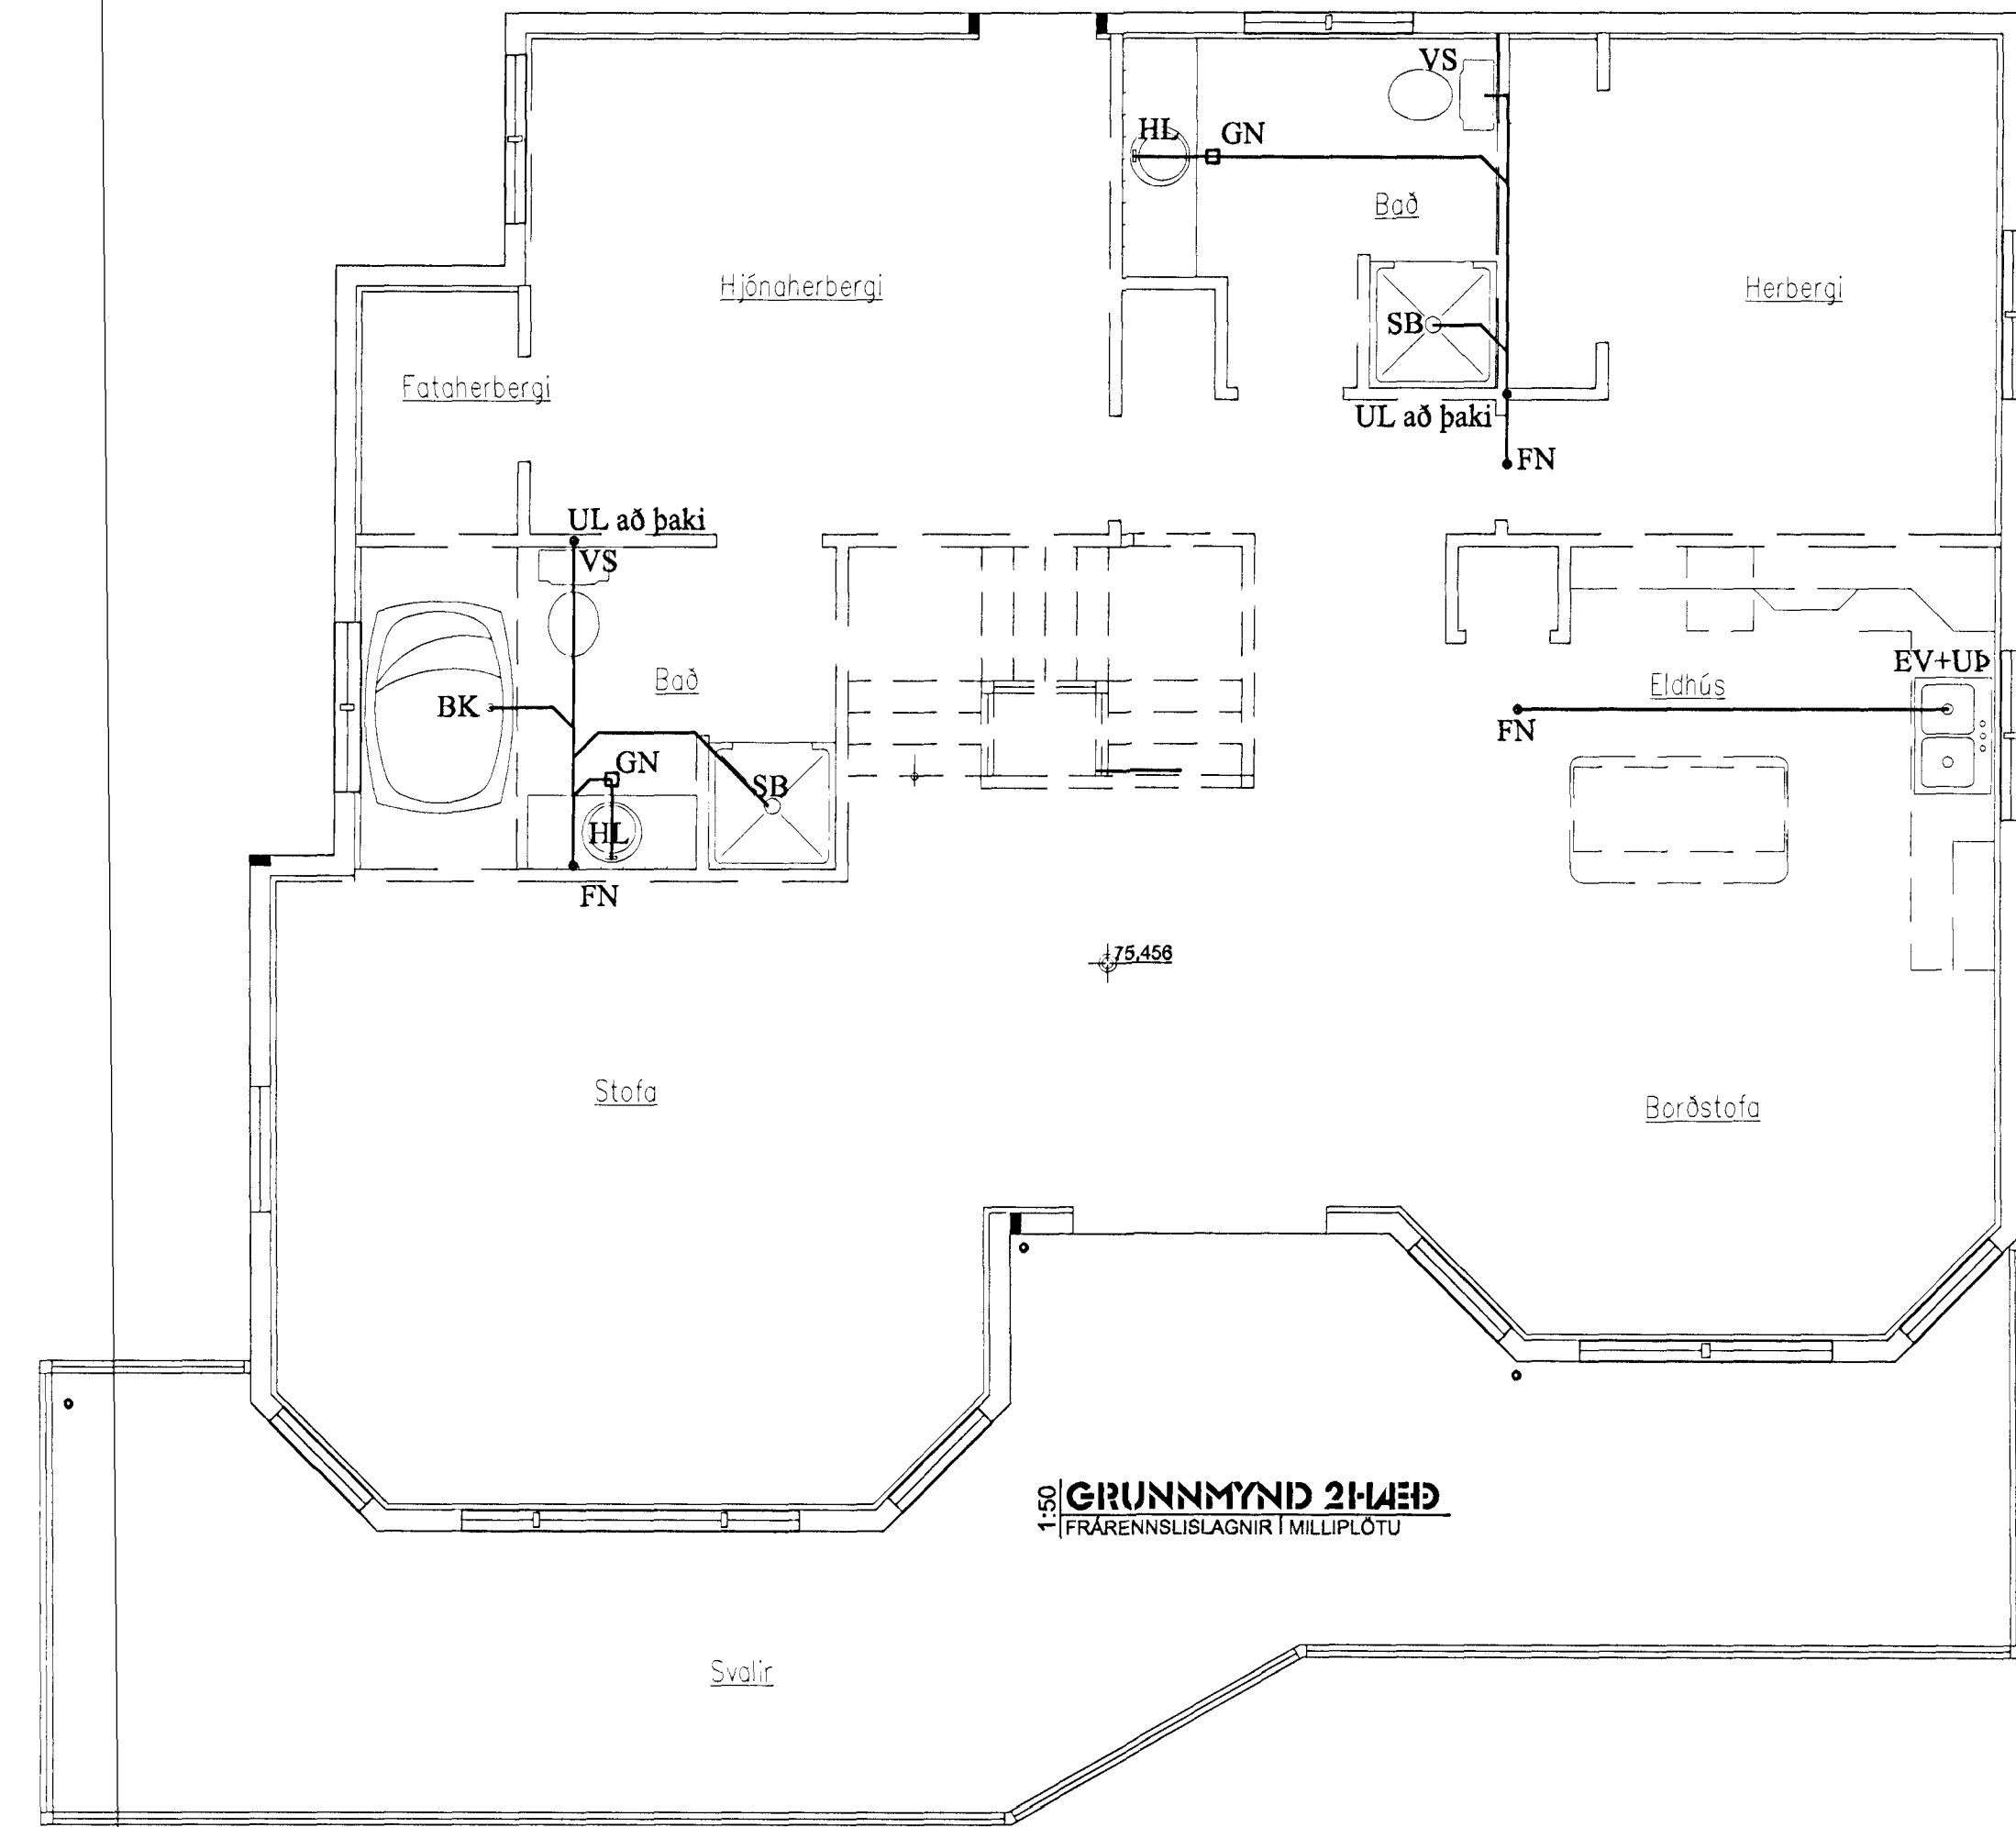 VS
HL
GN
Bað
Hjónaherbergi
Herbergi
SB
Fataherbergi
UL að þaki
FN
UL að þaki
VS
EV+UÞ
Bað
Eldhús
BK
FN
GN
SB
HL
FN
75,456
Stofa
Borðstofa
1:50
GRUNNMYND 2HÆÐ
FRÁRENNSLISLAGNIR Í MILLIPLÖTU
Svalir